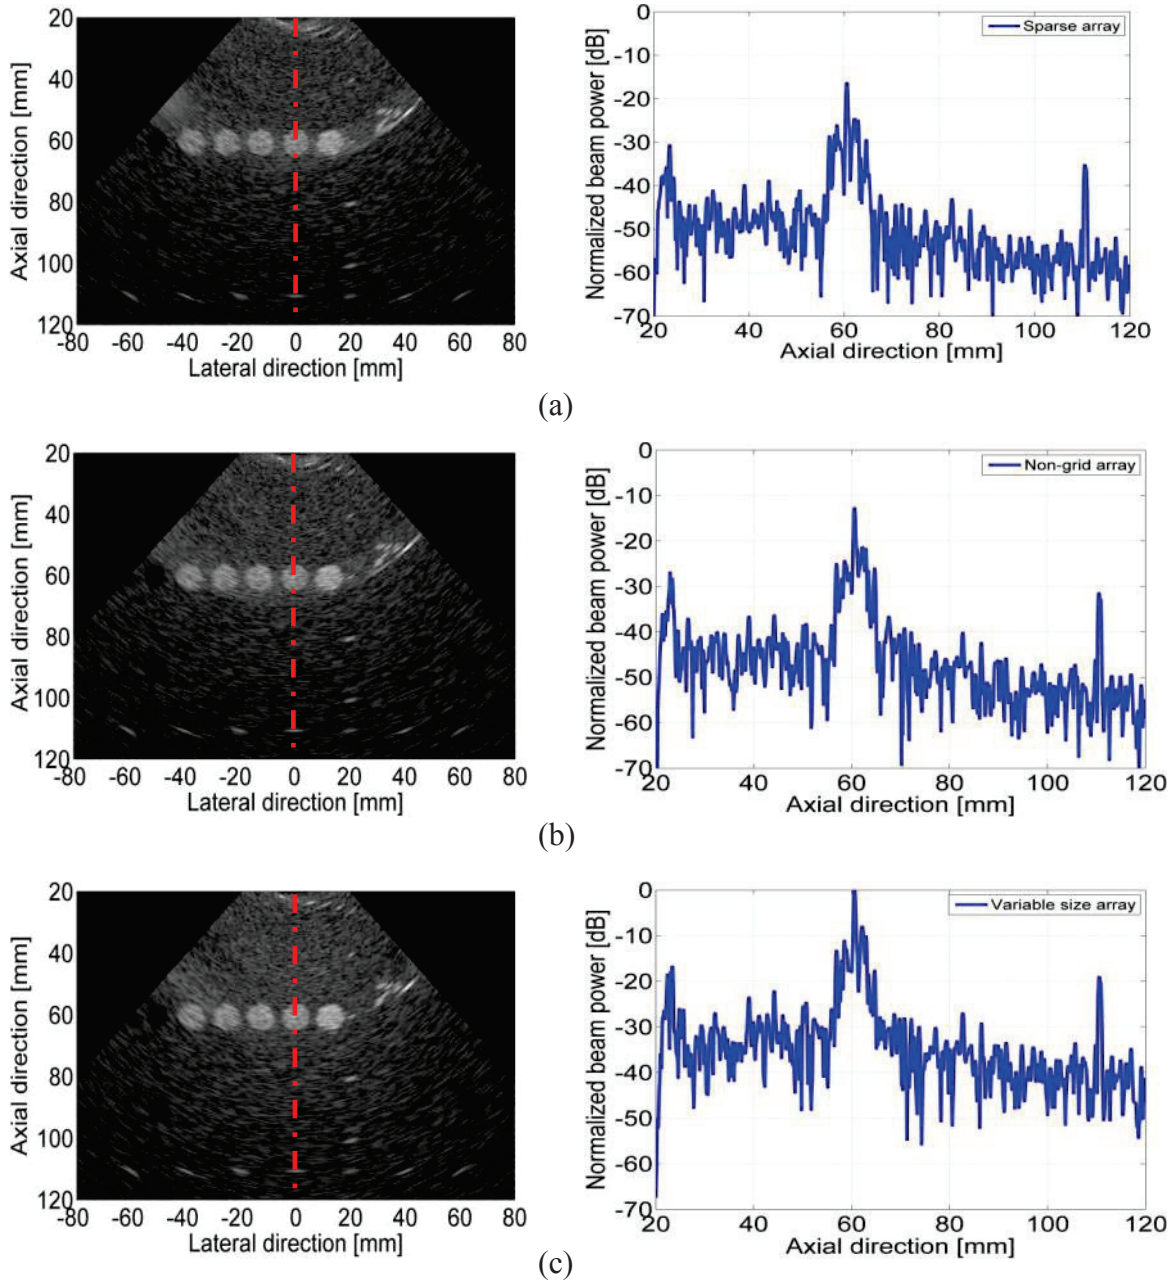 20
40
60
80
100
120
Axial direction [mm]
-80 -60 -40 -20 0 20 40 60 80
Lateral direction [mm]
0
-10
-20
-30
-40
-50
-60
-70
Normalized beam power [dB]
Sparse array
20 40 60 80 100 120
Axial direction [mm]
(a)
20
40
60
80
100
120
Axial direction [mm]
-80 -60 -40 -20 0 20 40 60 80
Lateral direction [mm]
0
-10
-20
-30
-40
-50
-60
-70
Normalized beam power [dB]
Non-grid array
20 40 60 80 100 120
Axial direction [mm]
(b)
20
40
60
80
100
120
Axial direction [mm]
-80 -60 -40 -20 0 20 40 60 80
Lateral direction [mm]
0
-10
-20
-30
-40
-50
-60
-70
Normalized beam power [dB]
Variable size array
20 40 60 80 100 120
Axial direction [mm]
(c)